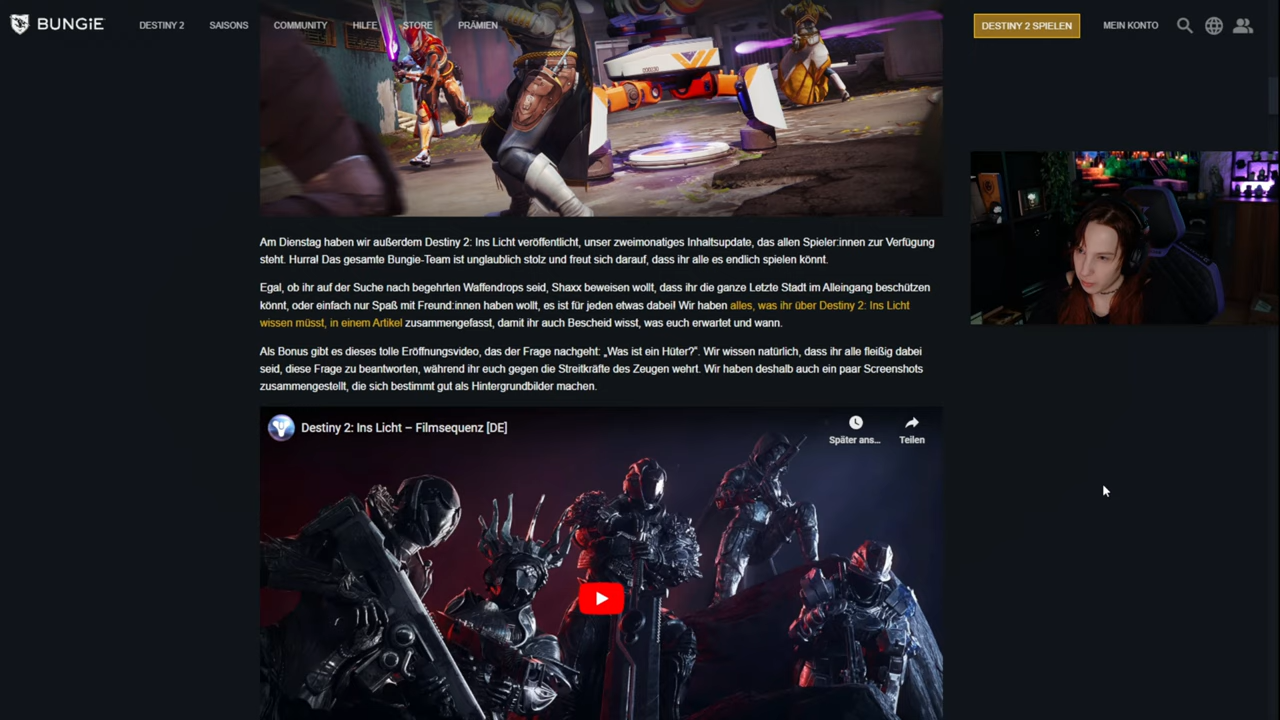 BUNGiE
DESTINY 2
SAISONS
COMMUNITY
HILFE
STORE
PRÄMIEN
DESTINY 2 SPIELEN
MEIN KONTO
Am Dienstag haben wir außerdem Destiny 2: Ins Licht veröffentlicht, unser zweimonatiges Inhaltsupdate, das allen Spieler:innen zur Verfügung
steht. Hurra! Das gesamte Bungie-Team ist unglaublich stolz und freut sich darauf, dass ihr alle es endlich spielen könnt.
Egal, ob ihr auf der Suche nach begehrten Waffendrops seid, Shaxx beweisen wollt, dass ihr die ganze Letzte Stadt im Alleingang beschützen
könnt, oder einfach nur Spaß mit Freund:innen haben wollt, es ist für jeden etwas dabei! Wir haben alles, was ihr über Destiny 2: Ins Licht
wissen müsst, in einem Artikel zusammengefasst, damit ihr auch Bescheid wisst, was euch erwartet und wann.
Als Bonus gibt es dieses tolle Eröffnungsvideo, das der Frage nachgeht: „Was ist ein Hüter?". Wir wissen natürlich, dass ihr alle fleißig dabei
seid, diese Frage zu beantworten, während ihr euch gegen die Streitkräfte des Zeugen wehrt. Wir haben deshalb auch ein paar Screenshots
zusammengestellt, die sich bestimmt gut als Hintergrundbilder machen.
Destiny 2: Ins Licht – Filmsequenz [DE]
Später ans...
Teilen